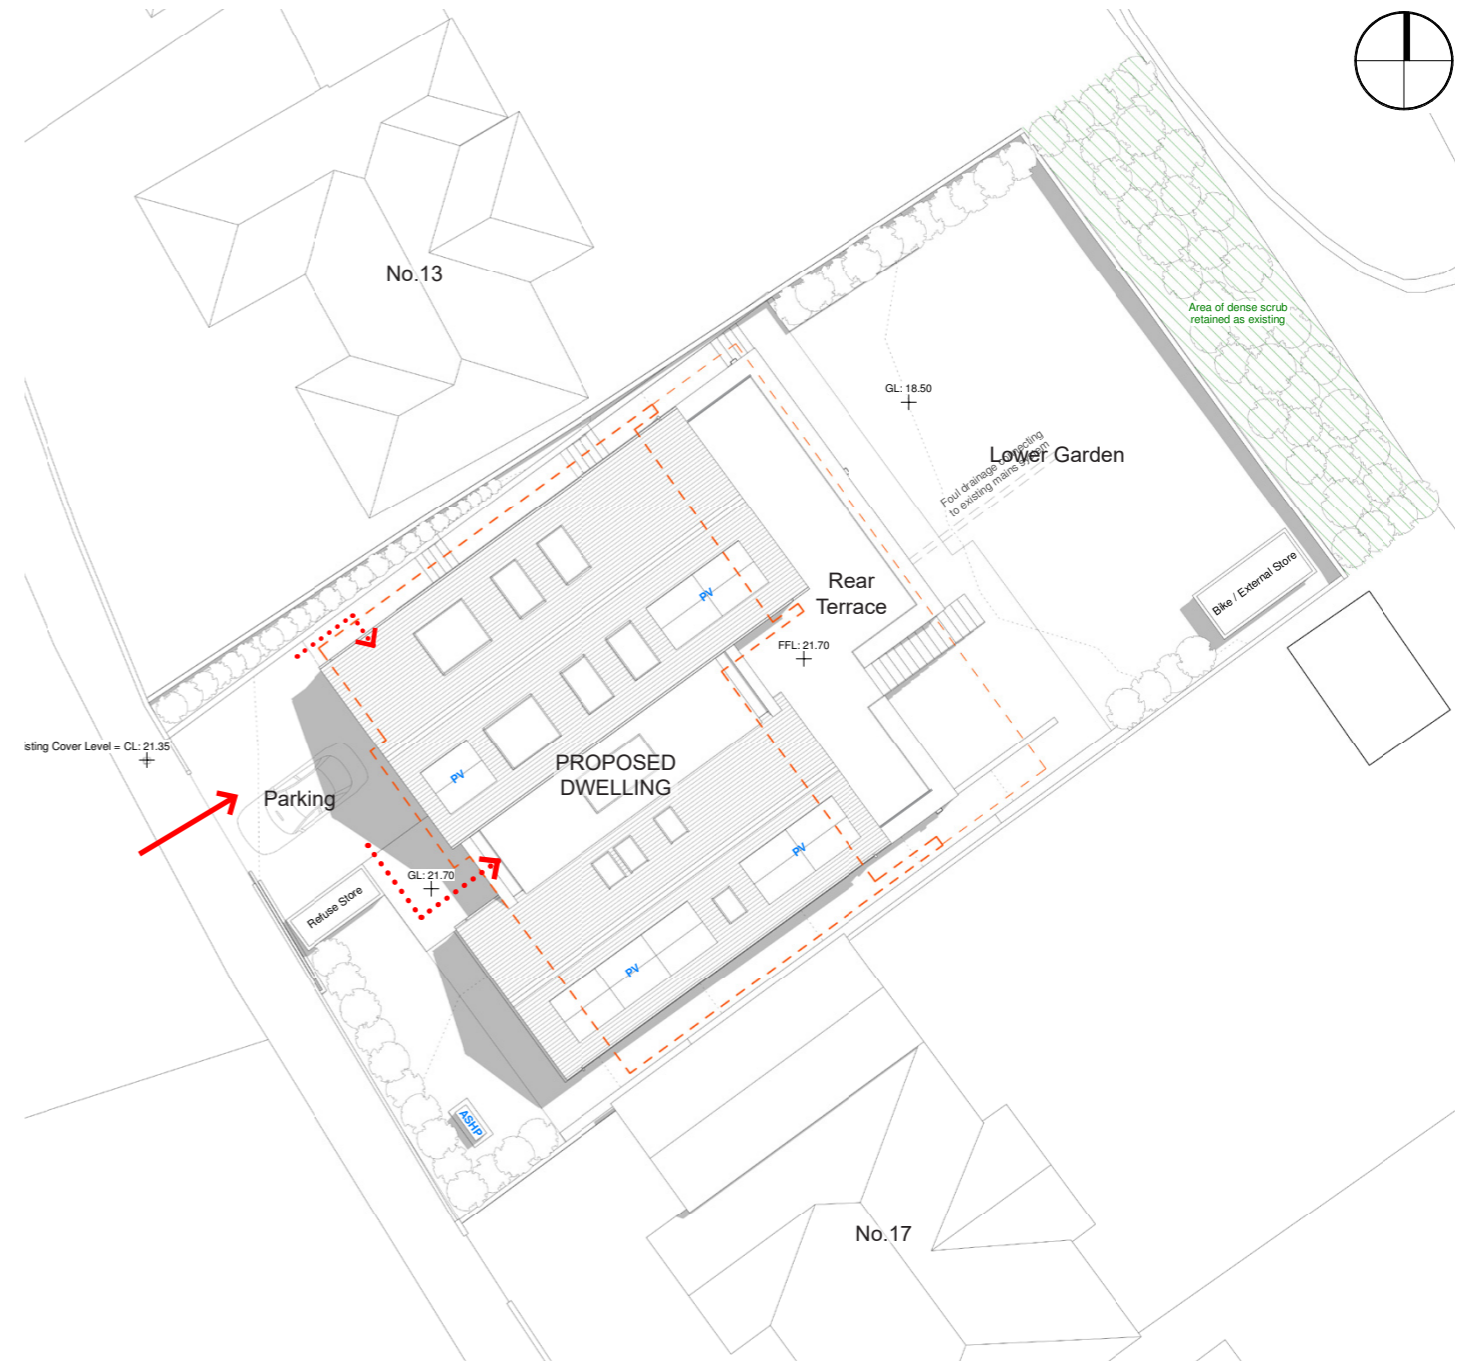 No.13
Area of dense scrub
retained as existing
GL: 18.50
Lower Garden
Foul drainage connecting
to existing mains system
Bike / External Store
Rear
Terrace
PV
FFL: 21.70
isting Cover Level = CL: 21.35
PROPOSED
DWELLING
PV
Parking
PV
GL: 21.70
Refuse Store
PV
ASHP
No.17